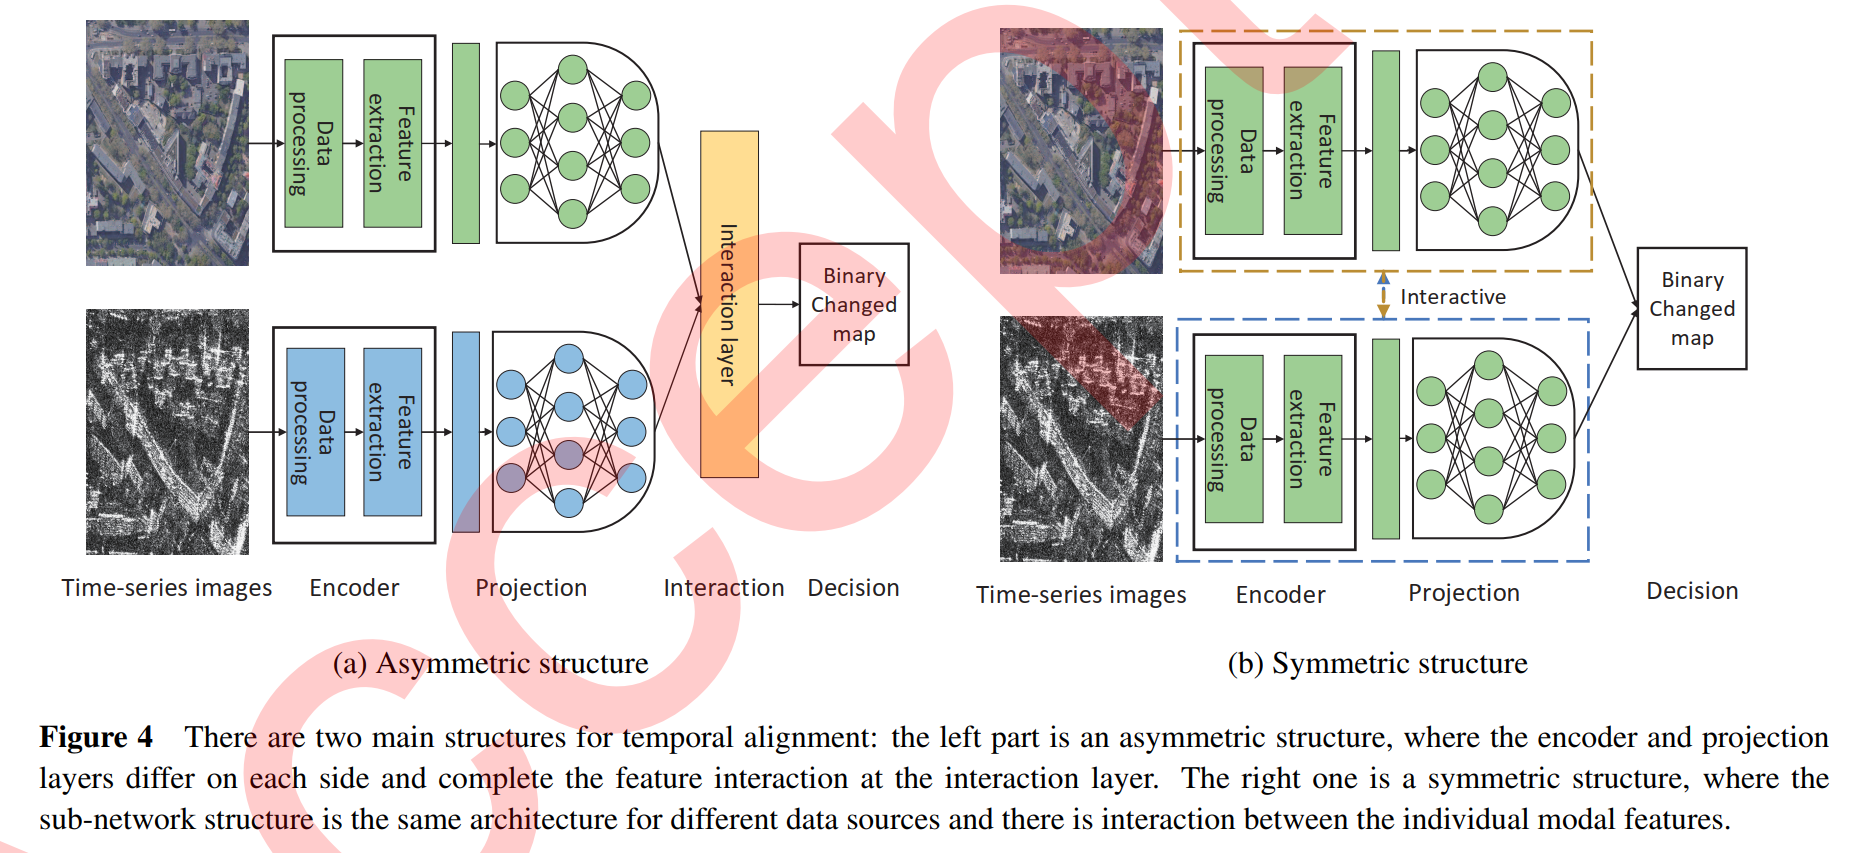 Data
processing
Feature
extraction
Interaction layer
Binary
Changed
map
Data
processing
Feature
extraction
Time-series images
Encoder
Projection
Interaction
Decision
(a) Asymmetric structure
Data
processing
Feature
extraction
Interactive
Binary
Changed
map
Data
processing
Feature
extraction
Time-series images
Encoder
Projection
Decision
(b) Symmetric structure
Figure 4 There are two main structures for temporal alignment: the left part is an asymmetric structure, where the encoder and projection
layers differ on each side and complete the feature interaction at the interaction layer. The right one is a symmetric structure, where the
sub-network structure is the same architecture for different data sources and there is interaction between the individual modal features.